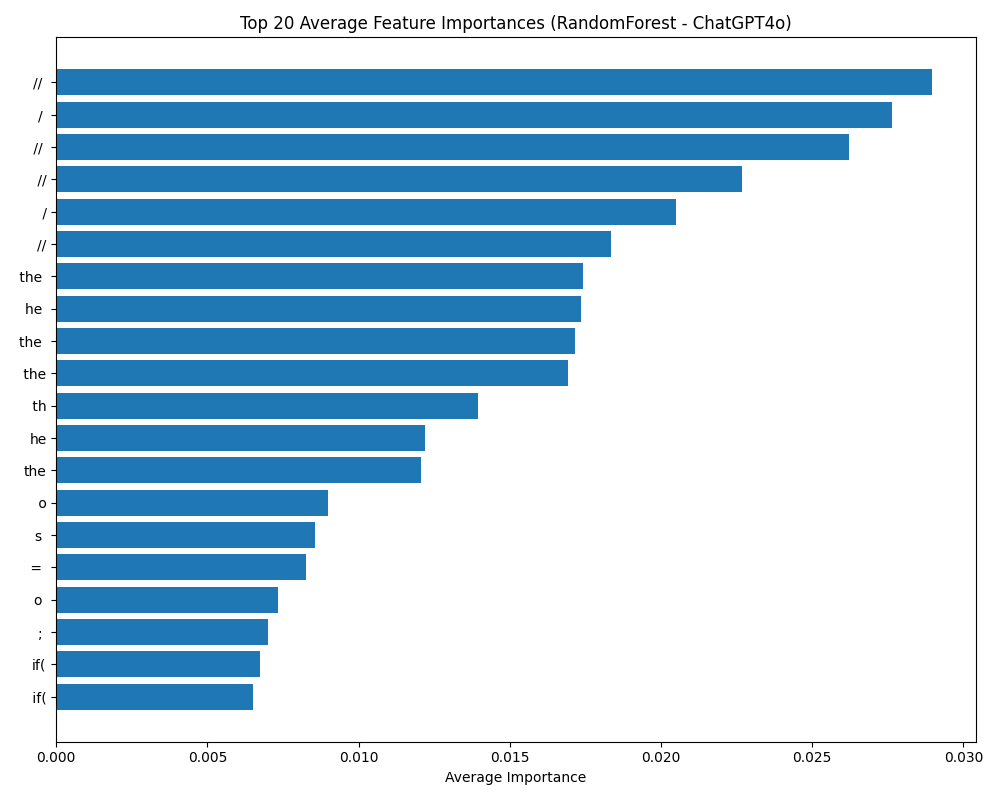 Top 20 Average Feature Importances (RandomForest - ChatGPT4o)
//
/
//
//
/
//
the
he
the
the
th
he
the
o
s
=
o
;
if(
if(
0.000 0.005 0.010 0.015 0.020 0.025 0.030
Average Importance